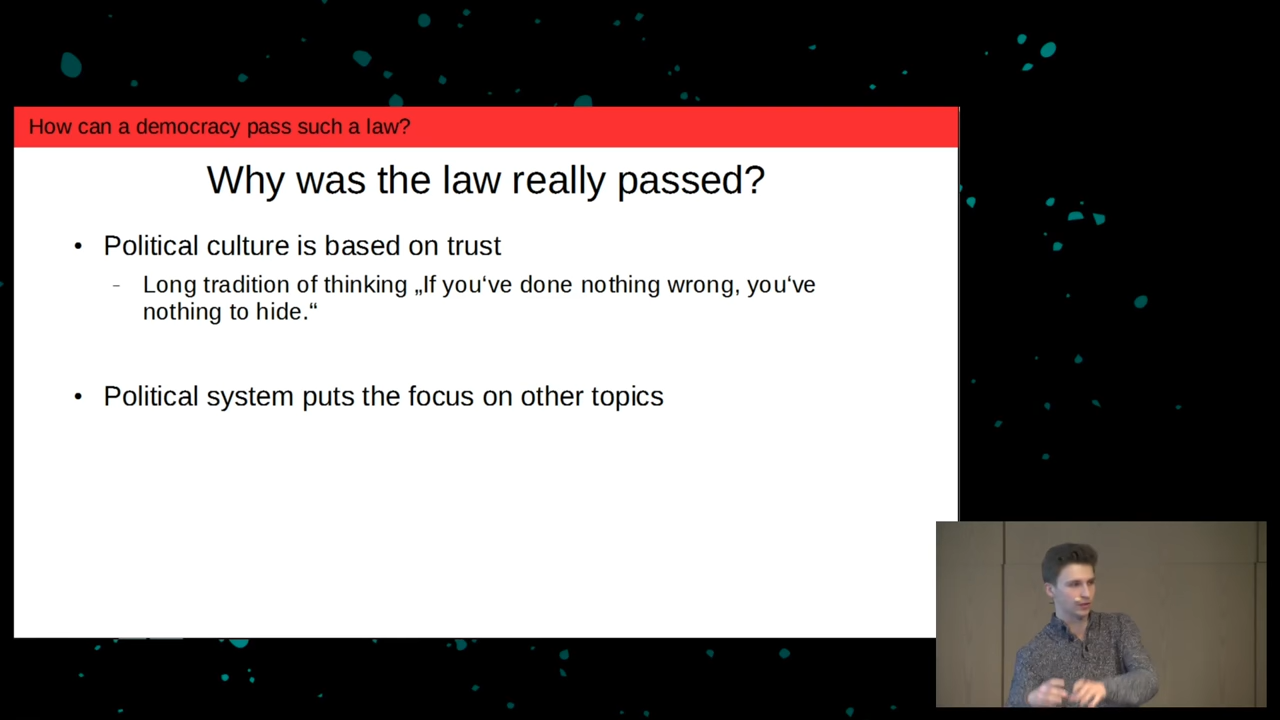 How can a democracy pass such a law?
Why was the law really passed?
• Political culture is based on trust
– Long tradition of thinking „If you‘ve done nothing wrong, you‘ve
nothing to hide.“
• Political system puts the focus on other topics